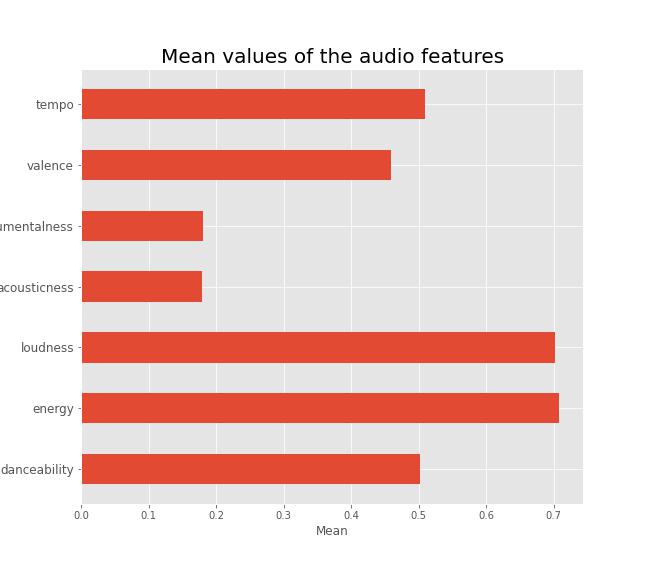 Mean values of the audio features
tempo
valence
umentalness
acousticness
loudness
energy
danceability
0.0 0.1 0.2 0.3 0.4 0.5 0.6 0.7
Mean